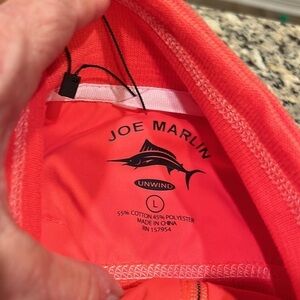 JOE MARLIN
UNWIND
L
55% COTTON 45% POLYESTER
MADE IN CHINA
RN 157954